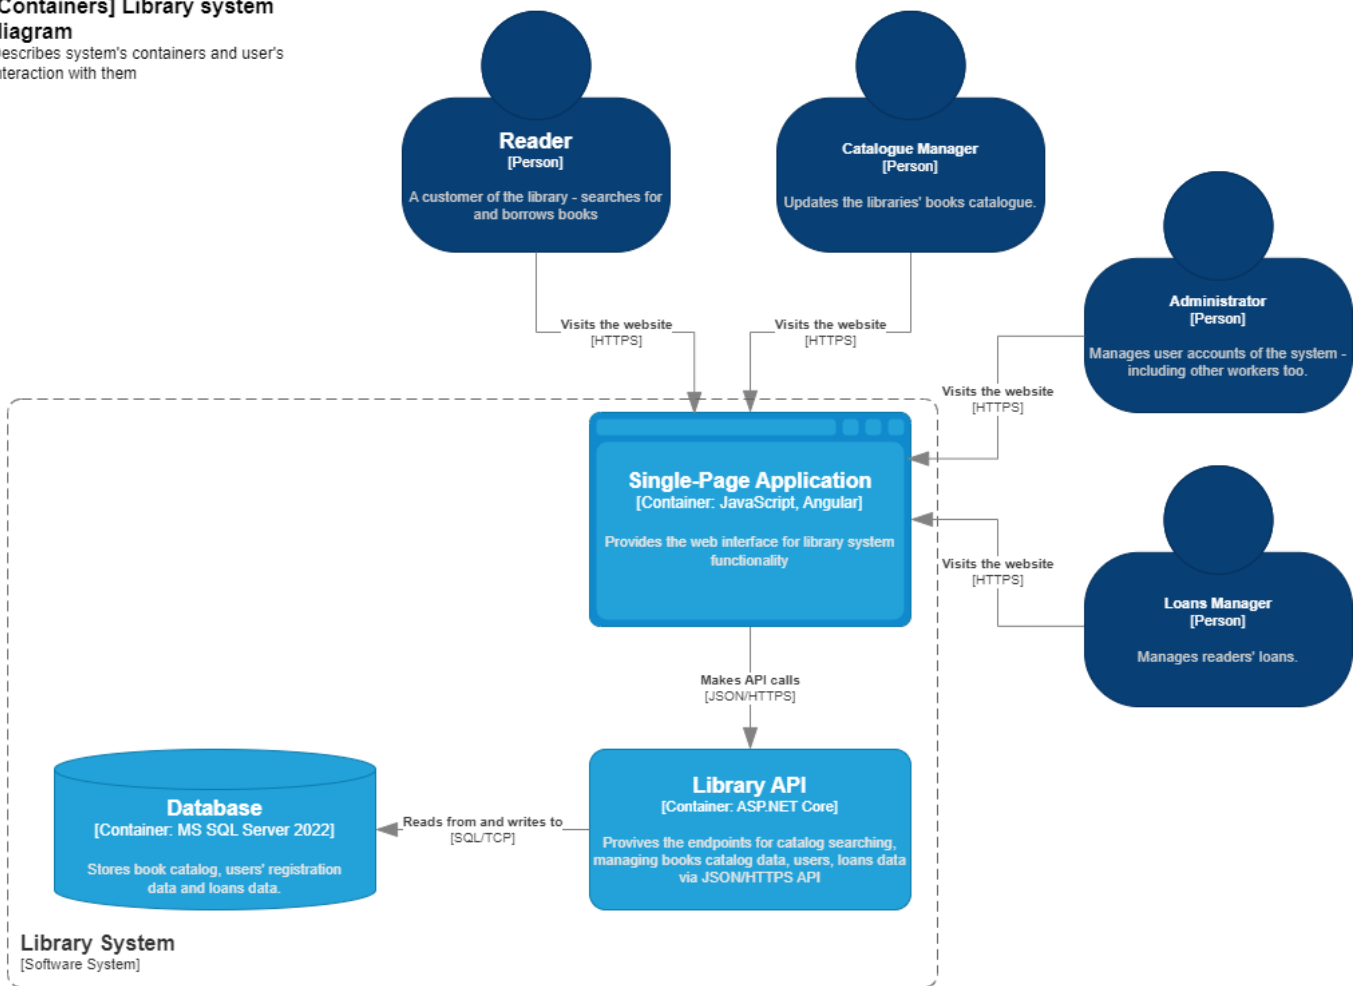 [Containers] Library system
diagram
Describes system's containers and user's
interaction with them
Reader
[Person]
A customer of the library - searches for
and borrows books
Catalogue Manager
[Person]
Updates the libraries' books catalogue.
Administrator
[Person]
Manages user accounts of the system -
including other workers too.
Visits the website
[HTTPS]
Visits the website
[HTTPS]
Visits the website
[HTTPS]
Single-Page Application
[Container: JavaScript, Angular]
Provides the web interface for library system
functionality
Visits the website
[HTTPS]
Loans Manager
[Person]
Manages readers' loans.
Makes API calls
[JSON/HTTPS]
Database
[Container: MS SQL Server 2022]
Stores book catalog, users' registration
data and loans data.
Reads from and writes to
[SQL/TCP]
Library API
[Container: ASP.NET Core]
Provives the endpoints for catalog searching,
managing books catalog data, users, loans data
via JSON/HTTPS API
Library System
[Software System]